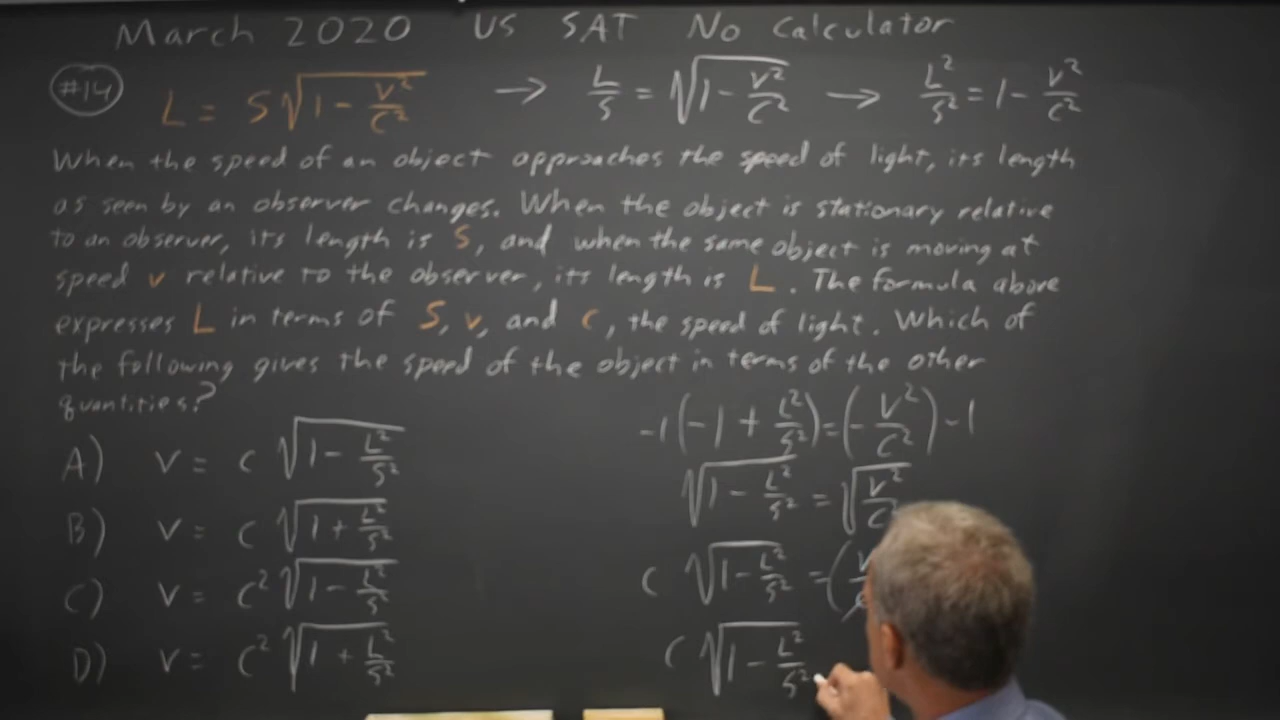 March 2020 US SAT No Calculator
#14 L = S√(1 - v²/c²) → L/S = √(1 - v²/c²) → L²/S² = 1 - v²/c²
When the speed of an object approaches the speed of light, its length
as seen by an observer changes. When the object is stationary relative
to an observer, its length is S, and when the same object is moving at
speed v relative to the observer, its length is L. The formula above
expresses L in terms of S, v, and c, the speed of light. Which of
the following gives the speed of the object in terms of the other
quantities?
-1(-1 + L²/S²) = (-v²/c²) -1
A) v = c √(1 - L²/S²)
√(1 - L²/S²) = √(v²/c²)
B) v = c √(1 + L²/S²)
C) v = c² √(1 - L²/S²)
c √(1 - L²/S²) = (v
D) v = c² √(1 + L²/S²)
c √(1 - L²/S²)